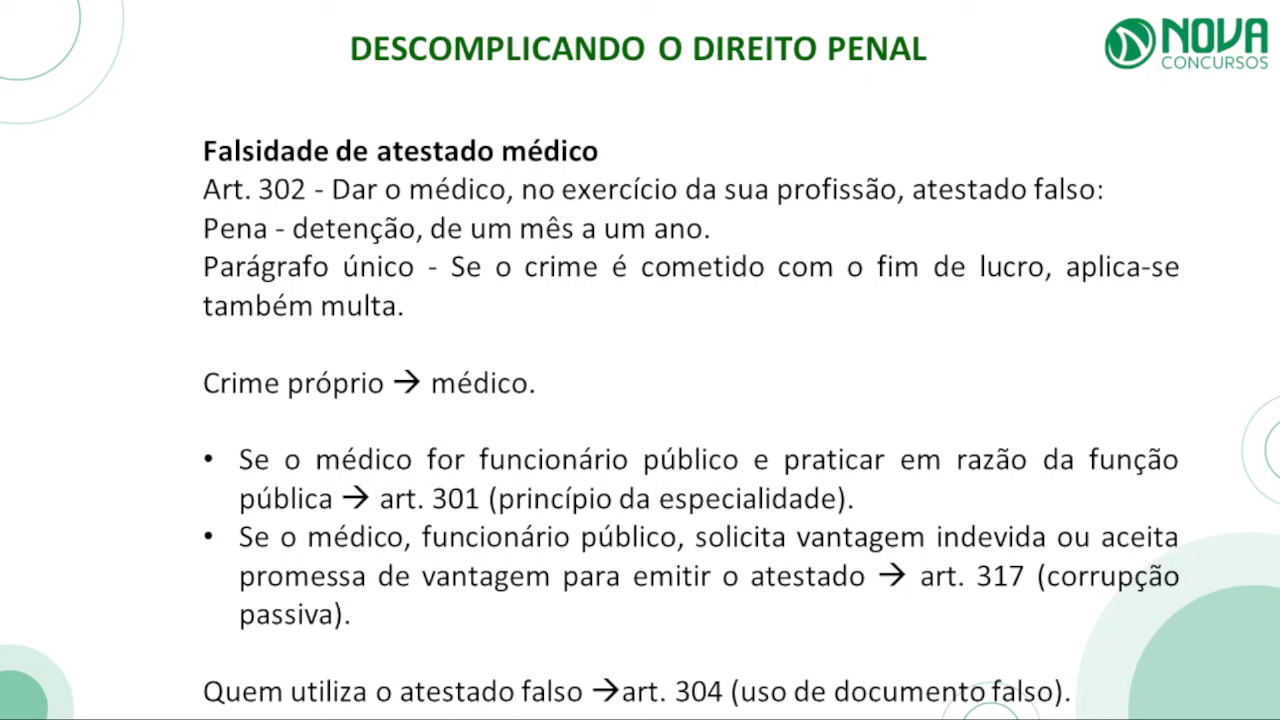 DESCOMPLICANDO O DIREITO PENAL
NOVA
CONCURSOS
Falsidade de atestado médico
Art. 302 - Dar o médico, no exercício da sua profissão, atestado falso:
Pena - detenção, de um mês a um ano.
Parágrafo único - Se o crime é cometido com o fim de lucro, aplica-se
também multa.
Crime próprio → médico.
• Se o médico for funcionário público e praticar em razão da função
pública → art. 301 (princípio da especialidade).
• Se o médico, funcionário público, solicita vantagem indevida ou aceita
promessa de vantagem para emitir o atestado → art. 317 (corrupção
passiva).
Quem utiliza o atestado falso →art. 304 (uso de documento falso).